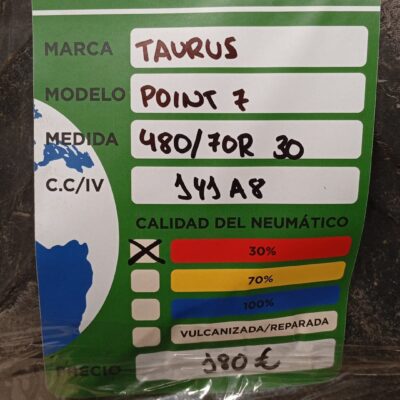 MARCA TAURUS
MODELO POINT 7
MEDIDA 480/70R 30
C.C/IV 141 A8
CALIDAD DEL NEUMÁTICO
30%
70%
100%
VULCANIZADA/REPARADA
PRECIO 180 €